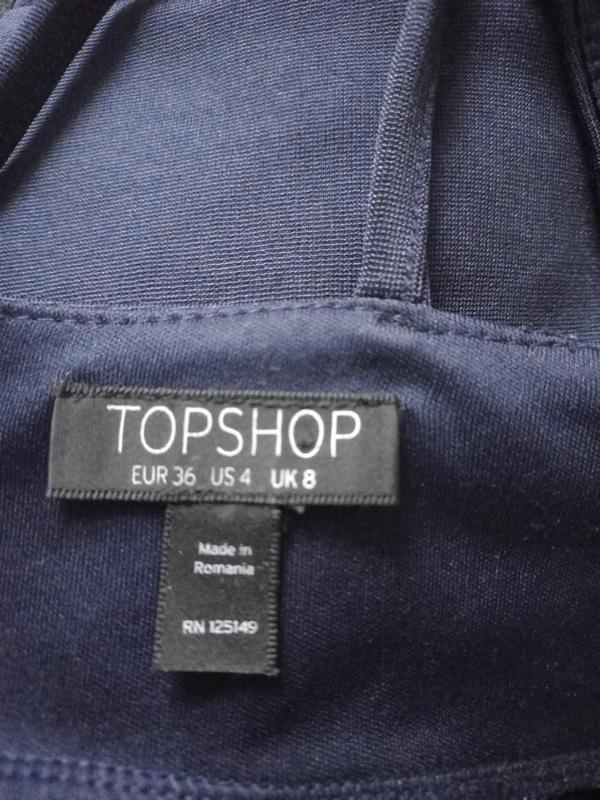 TOPSHOP
EUR 36 US 4 UK 8
Made in
Romania
RN 125149